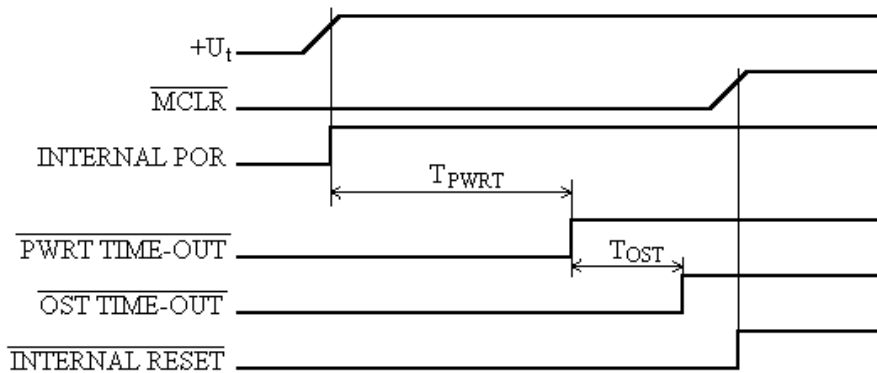 +Ut
MCLR
INTERNAL POR
TPWRT
PWRT TIME-OUT
TOST
OST TIME-OUT
INTERNAL RESET